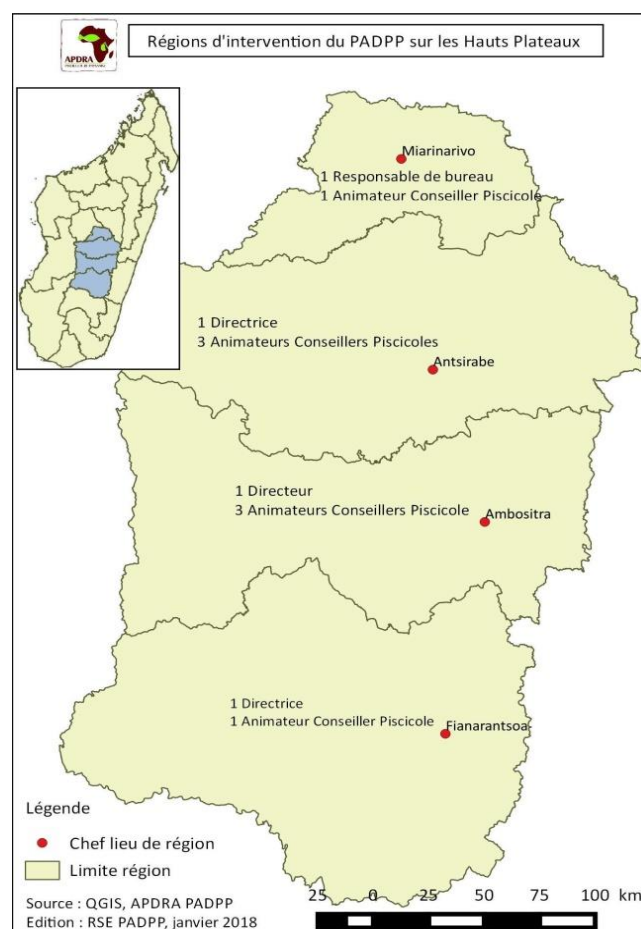 APDRA
Régions d'intervention du PADPP sur les Hauts Plateaux
Miarinarivo
1 Responsable de bureau
1 Animateur Conseiller Piscicole
1 Directrice
3 Animateurs Conseillers Piscicoles
Antsirabe
1 Directeur
3 Animateurs Conseillers Piscicole
Ambositra
1 Directrice
1 Animateur Conseiller Piscicole
Fianarantsoa
Légende
Chef lieu de région
Limite région
Source : QGIS, APDRA PADPP
Edition : RSE PADPP, janvier 2018
25 0 25 50 100 km